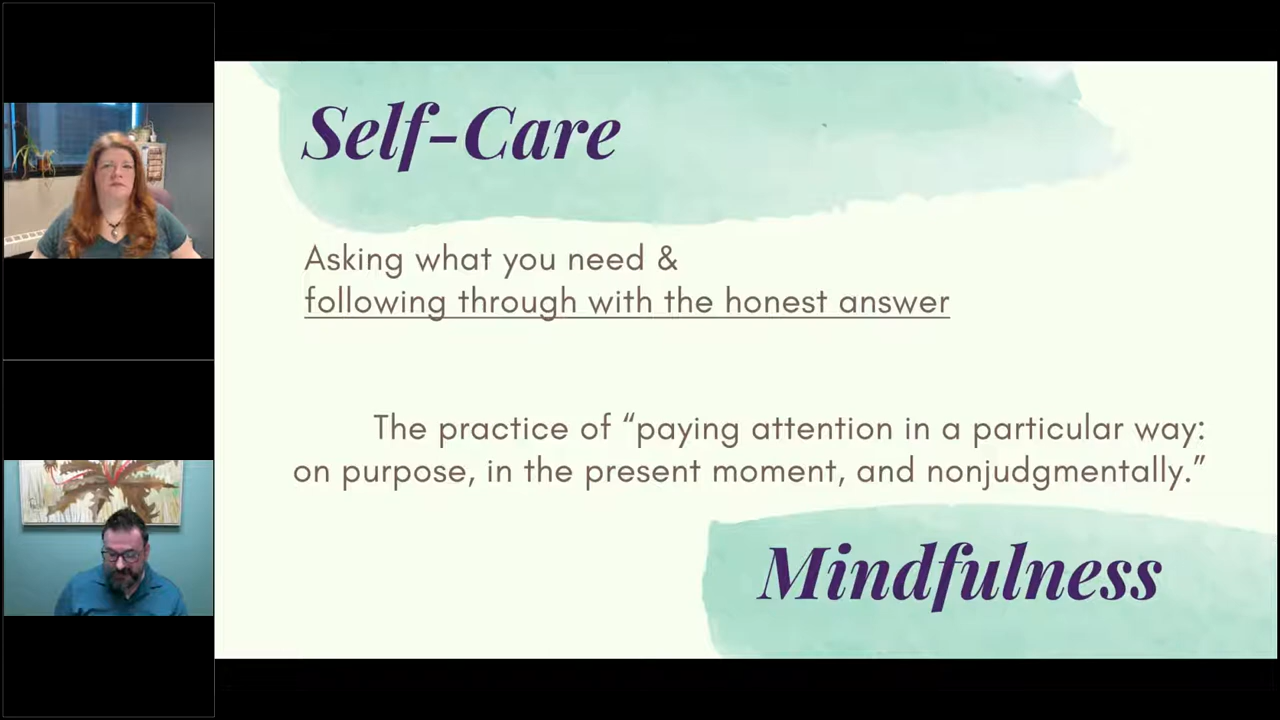 Self-Care
Asking what you need &
following through with the honest answer
The practice of “paying attention in a particular way:
on purpose, in the present moment, and nonjudgmentally.”
Mindfulness